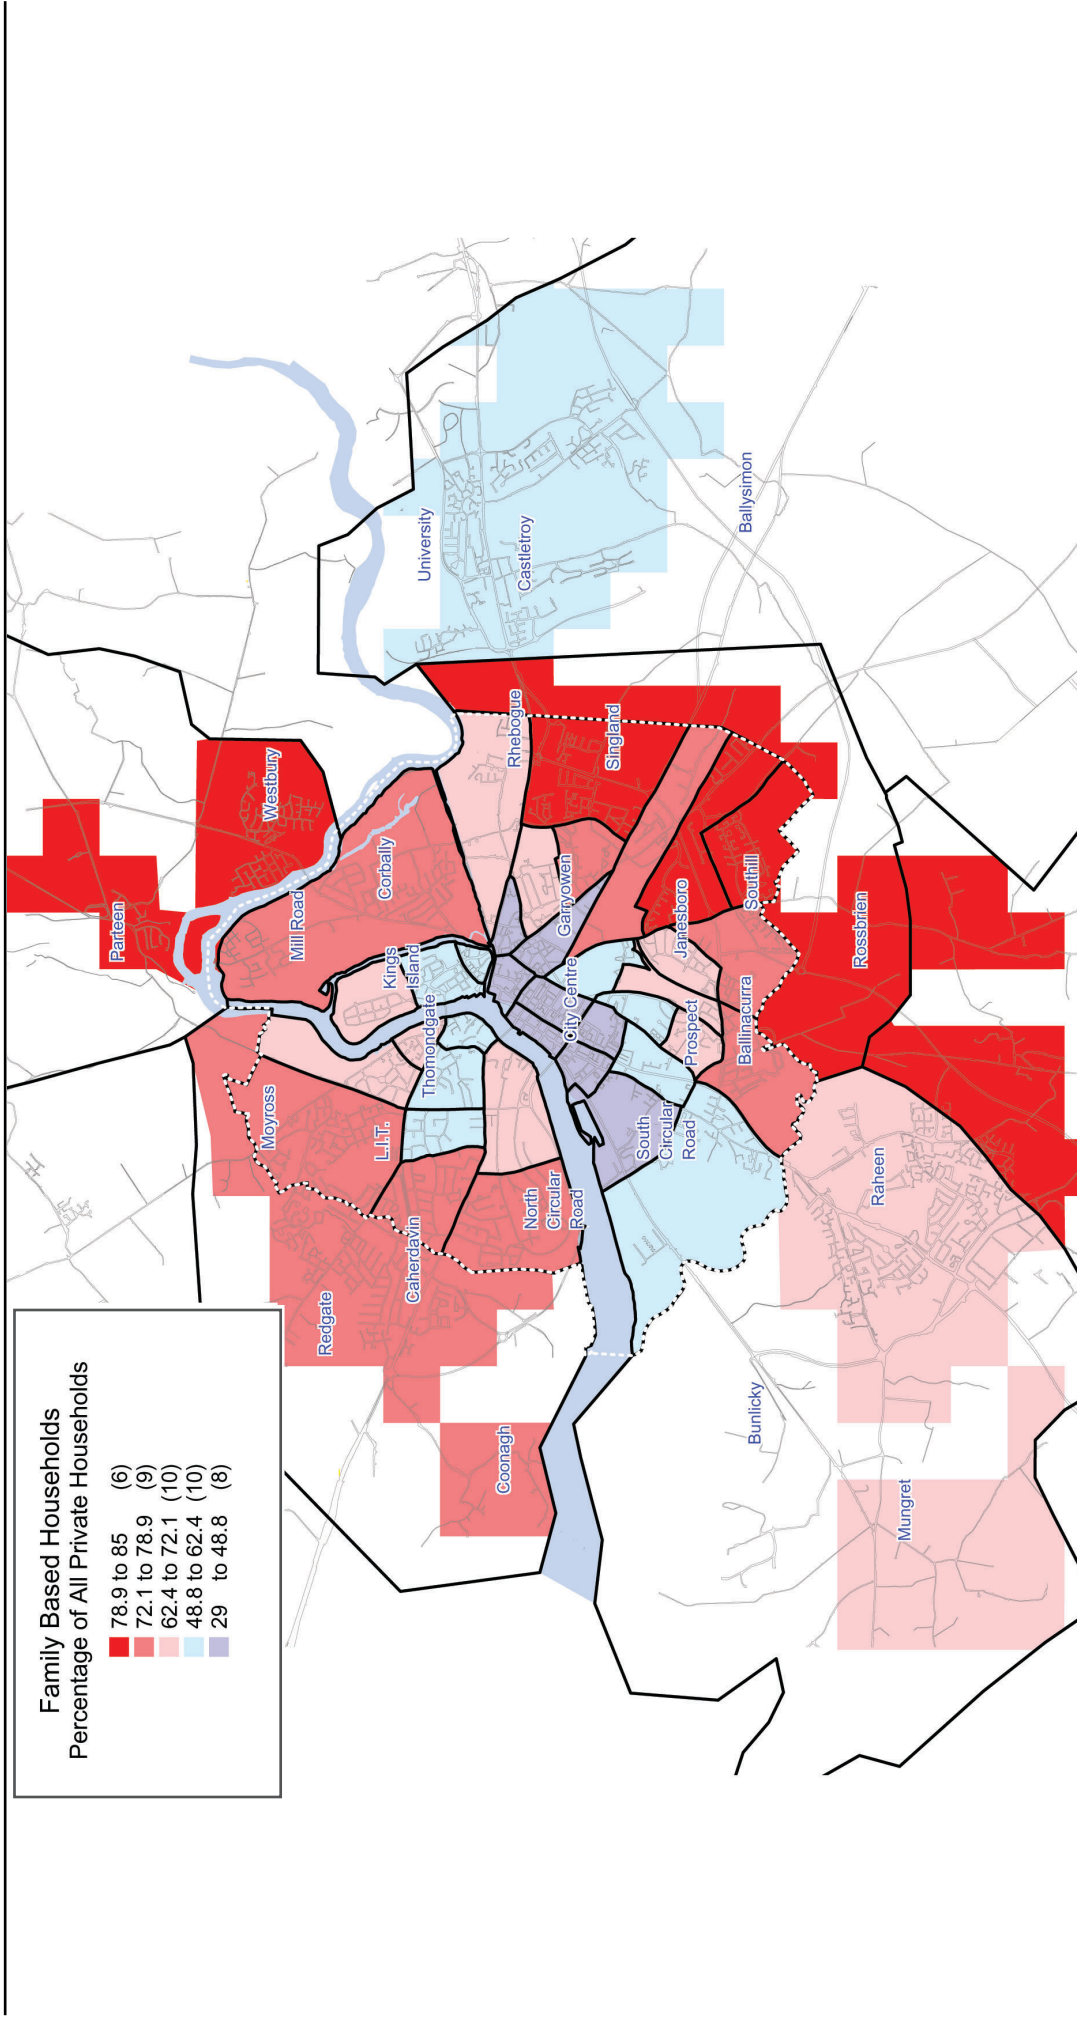 Family Based Households
Percentage of All Private Households
78.9 to 85 (6)
72.1 to 78.9 (9)
62.4 to 72.1 (10)
48.8 to 62.4 (10)
29 to 48.8 (8)
Parteen
Westbury
Mill Road
Corbally
Moyross
Redgate
L.I.T.
Kings
Island
Thomondgate
Caherdavin
University
Coonagh
North
Circular
Road
Rhebogue
Castletroy
City Centre
Garryowen
Singland
South
Circular
Road
Prospect
Janesboro
Ballinacurra
Southill
Ballysimon
Bunlicky
Raheen
Rossbrien
Mungret